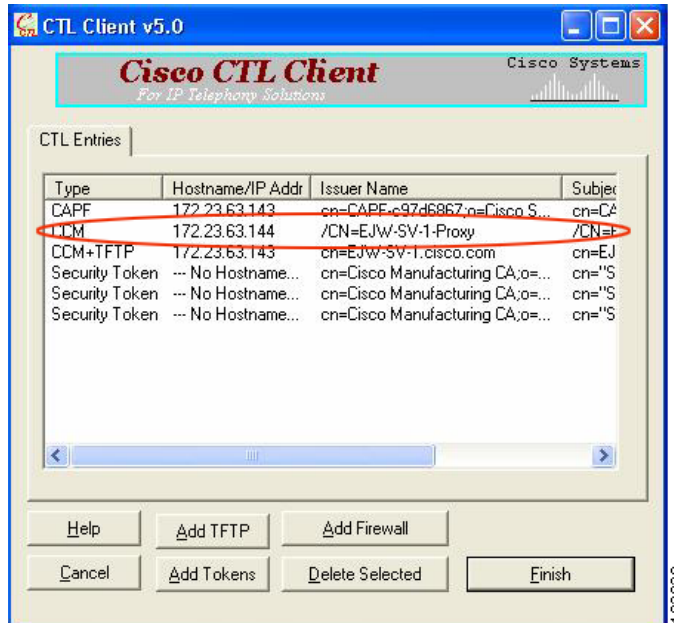 CTL Client v5.0
Cisco CTL Client
For IP Telephony Solutions
Cisco Systems
CTL Entries
Type Hostname/IP Addr Issuer Name Subjec
CAPF 172.23.63.143 cn=CAPF-c97d6867;o=Cisco S... cn=CA
CCM 172.23.63.144 /CN=EJW-SV-1-Proxy /CN=E
CCM+TFTP 172.23.63.143 cn=EJW-SV-1.cisco.com cn=EJ
Security Token --- No Hostname... cn=Cisco Manufacturing CA;o=... cn="S
Security Token --- No Hostname... cn=Cisco Manufacturing CA;o=... cn="S
Security Token --- No Hostname... cn=Cisco Manufacturing CA;o=... cn="S
Help Add TFTP Add Firewall
Cancel Add Tokens Delete Selected Finish